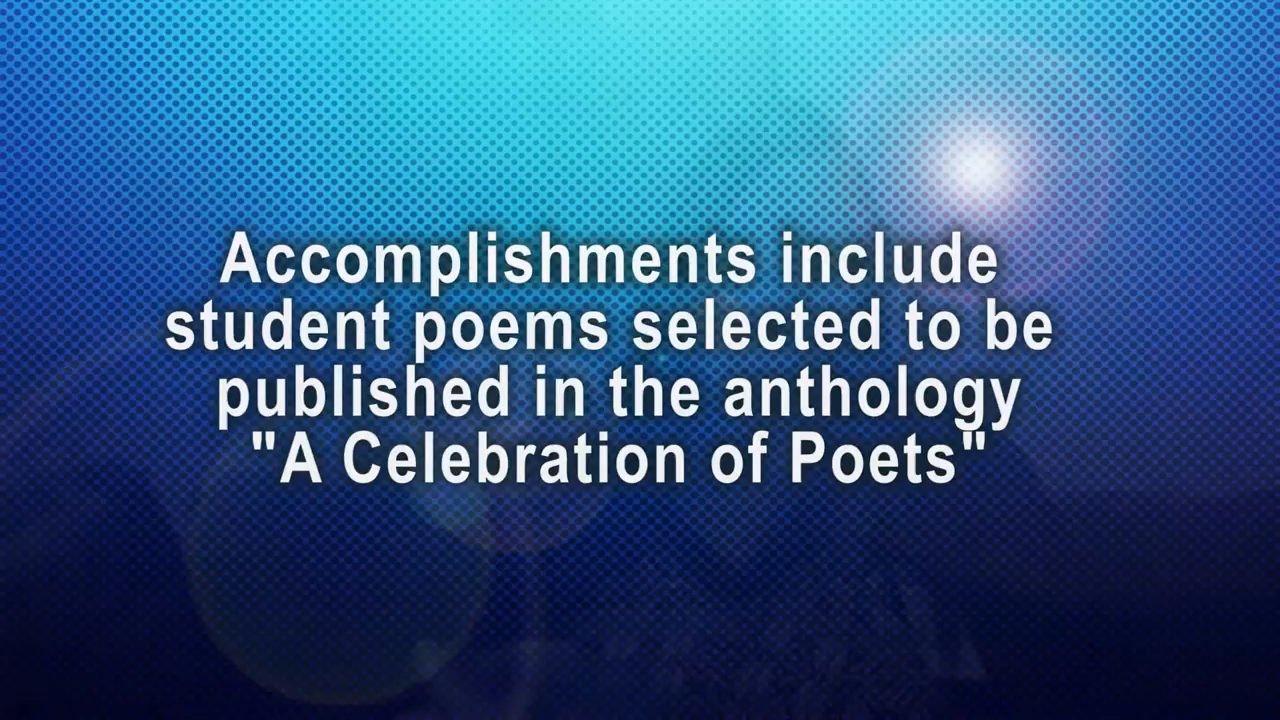 Accomplishments include
student poems selected to be
published in the anthology
"A Celebration of Poets"